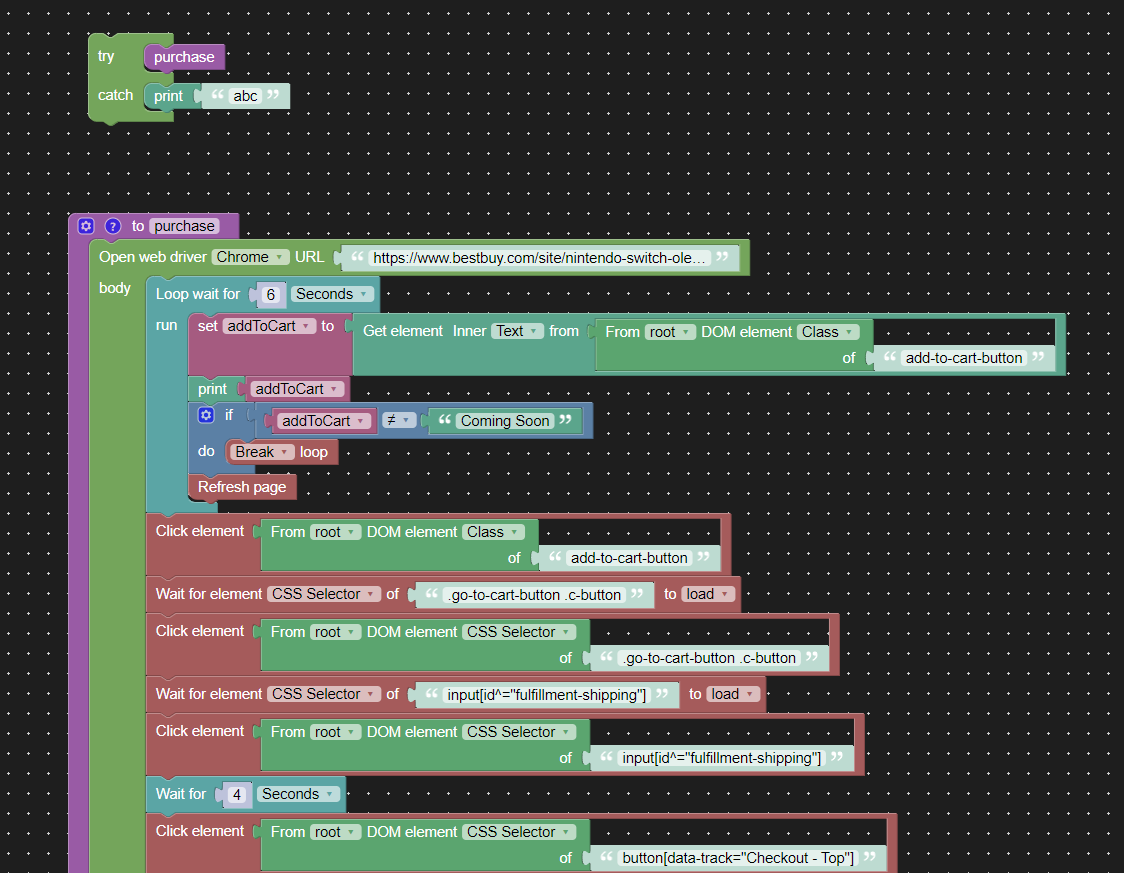 try purchase
catch print “ abc ”
? to purchase
Open web driver Chrome URL “ https://www.bestbuy.com/site/nintendo-switch-ole… ”
body
Loop wait for 6 Seconds
run
set addToCart to Get element Inner Text from From root DOM element Class
of “ add-to-cart-button ”
print addToCart
if addToCart ≠ “ Coming Soon ”
do Break loop
Refresh page
Click element From root DOM element Class
of “ add-to-cart-button ”
Wait for element CSS Selector of “ .go-to-cart-button .c-button ” to load
Click element From root DOM element CSS Selector
of “ .go-to-cart-button .c-button ”
Wait for element CSS Selector of “ input[id^="fulfillment-shipping"] ” to load
Click element From root DOM element CSS Selector
of “ input[id^="fulfillment-shipping"] ”
Wait for 4 Seconds
Click element From root DOM element CSS Selector
of “ button[data-track="Checkout - Top"] ”